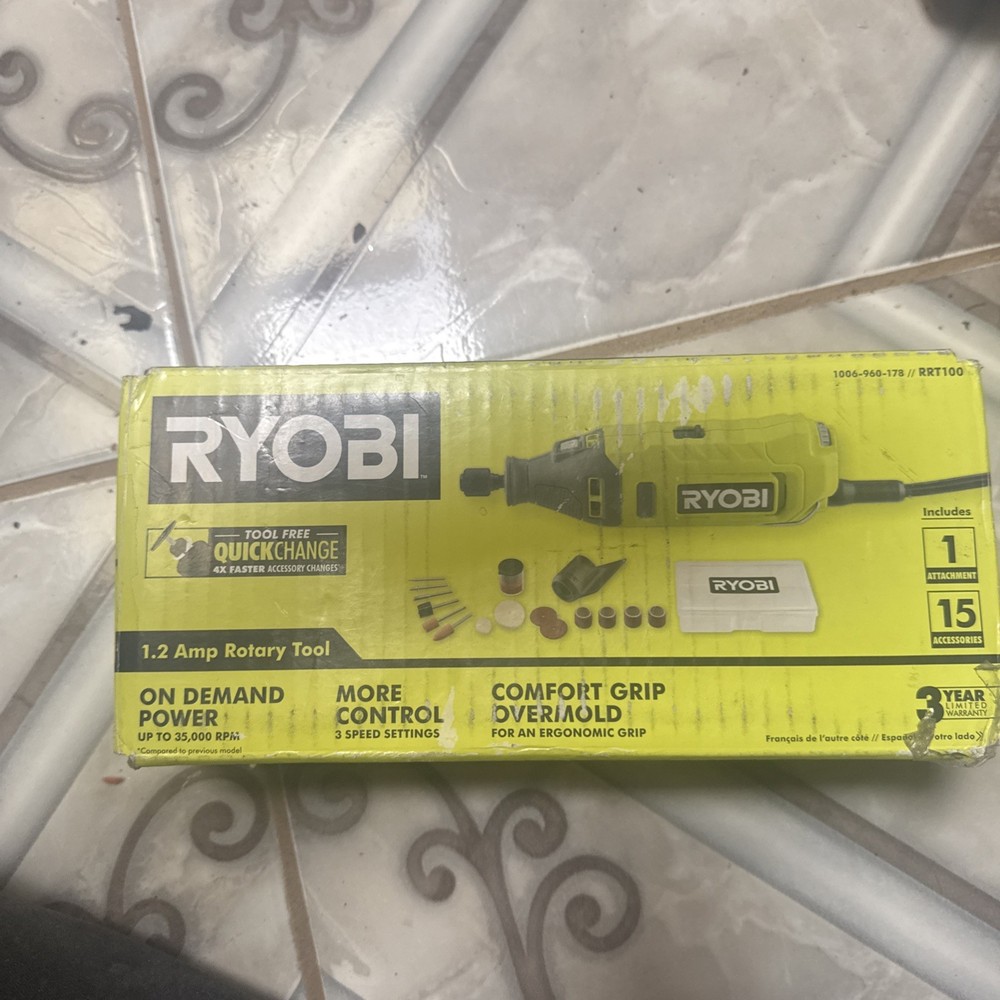 1006-960-178 // RRT100
RYOBI
TOOL FREE
QUICKCHANGE
4X FASTER ACCESSORY CHANGES*
RYOBI
RYOBI
Includes
1
ATTACHMENT
15
ACCESSORIES
1.2 Amp Rotary Tool
ON DEMAND
POWER
UP TO 35,000 RPM
*Compared to previous model
MORE
CONTROL
3 SPEED SETTINGS
COMFORT GRIP
OVERMOLD
FOR AN ERGONOMIC GRIP
3 YEAR
LIMITED
WARRANTY
Français de l'autre côté // otro lado